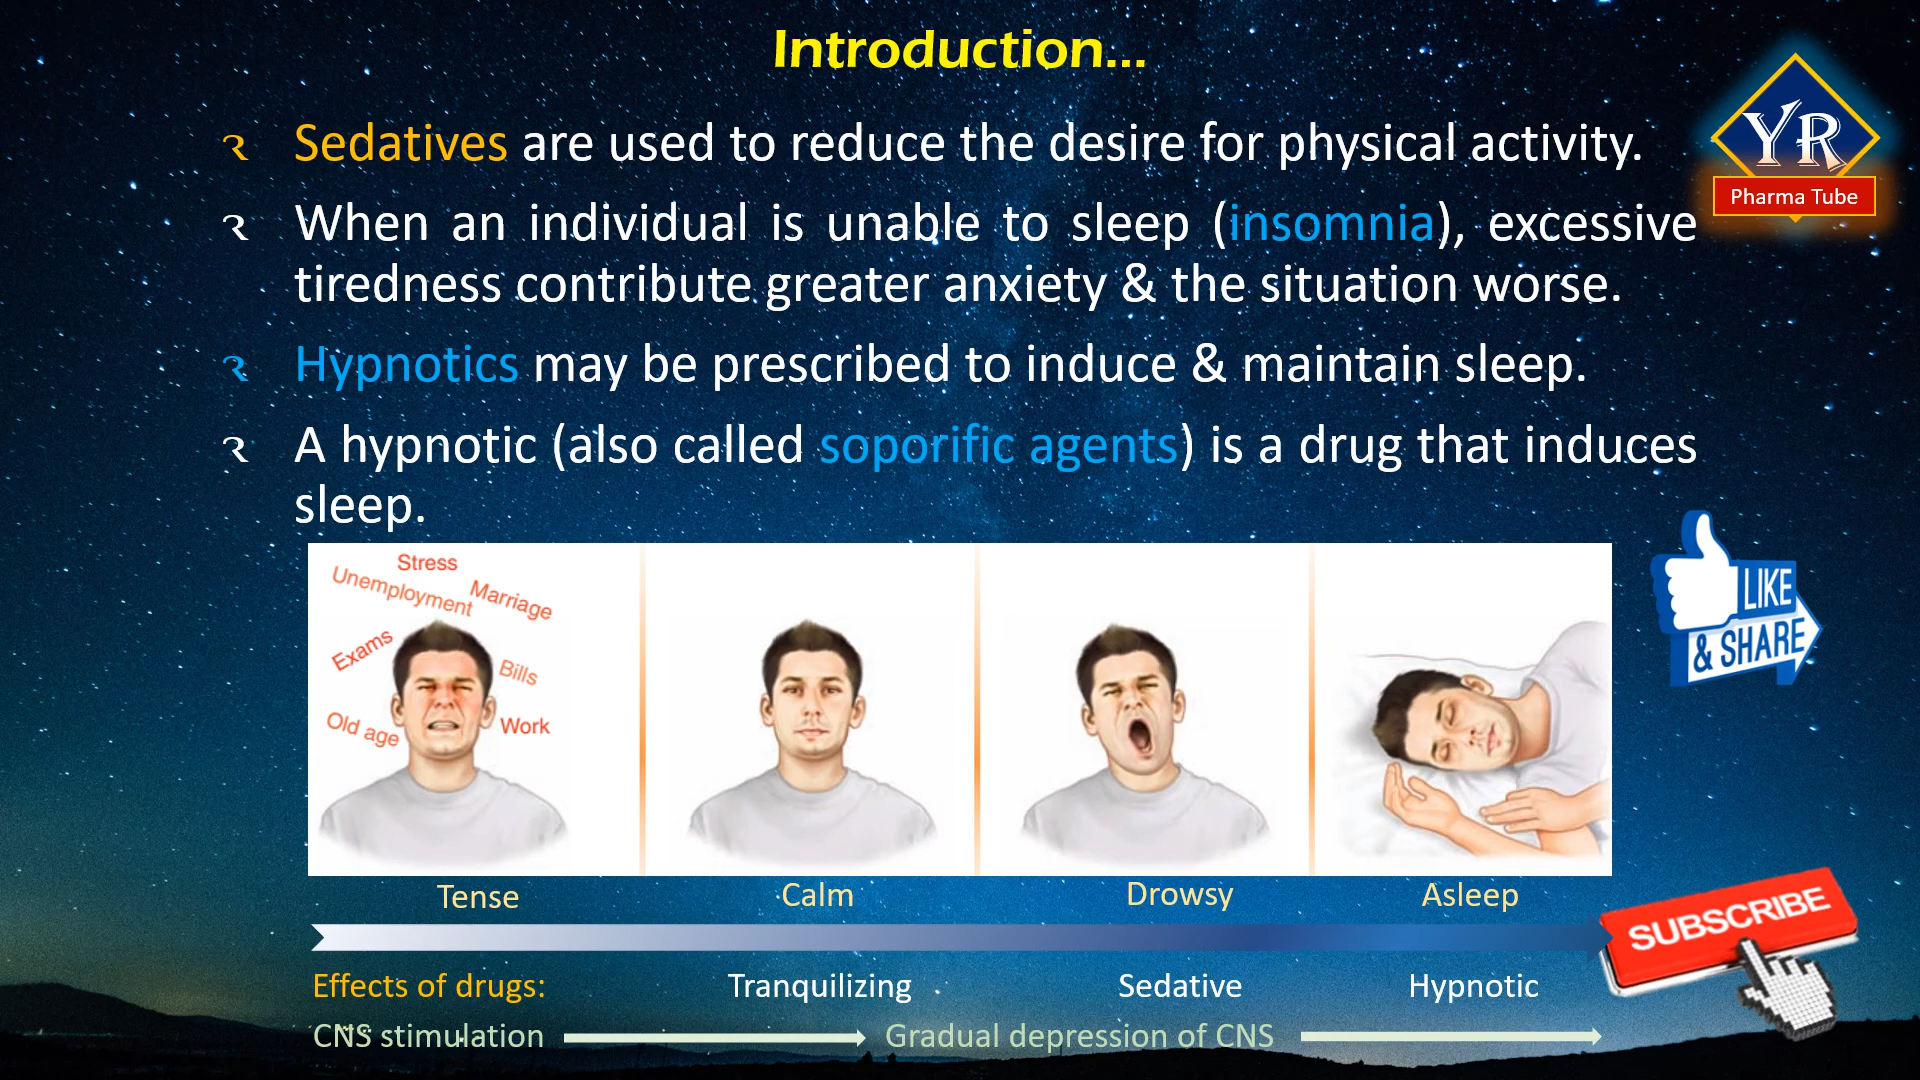 Introduction...
YR
Pharma Tube
Sedatives are used to reduce the desire for physical activity.
When an individual is unable to sleep (insomnia), excessive
tiredness contribute greater anxiety & the situation worse.
Hypnotics may be prescribed to induce & maintain sleep.
A hypnotic (also called soporific agents) is a drug that induces
sleep.
Stress
Unemployment
Marriage
Exams
Bills
Old age
Work
LIKE
& SHARE
Tense Calm Drowsy Asleep
SUBSCRIBE
Effects of drugs: Tranquilizing Sedative Hypnotic
CNS stimulation Gradual depression of CNS